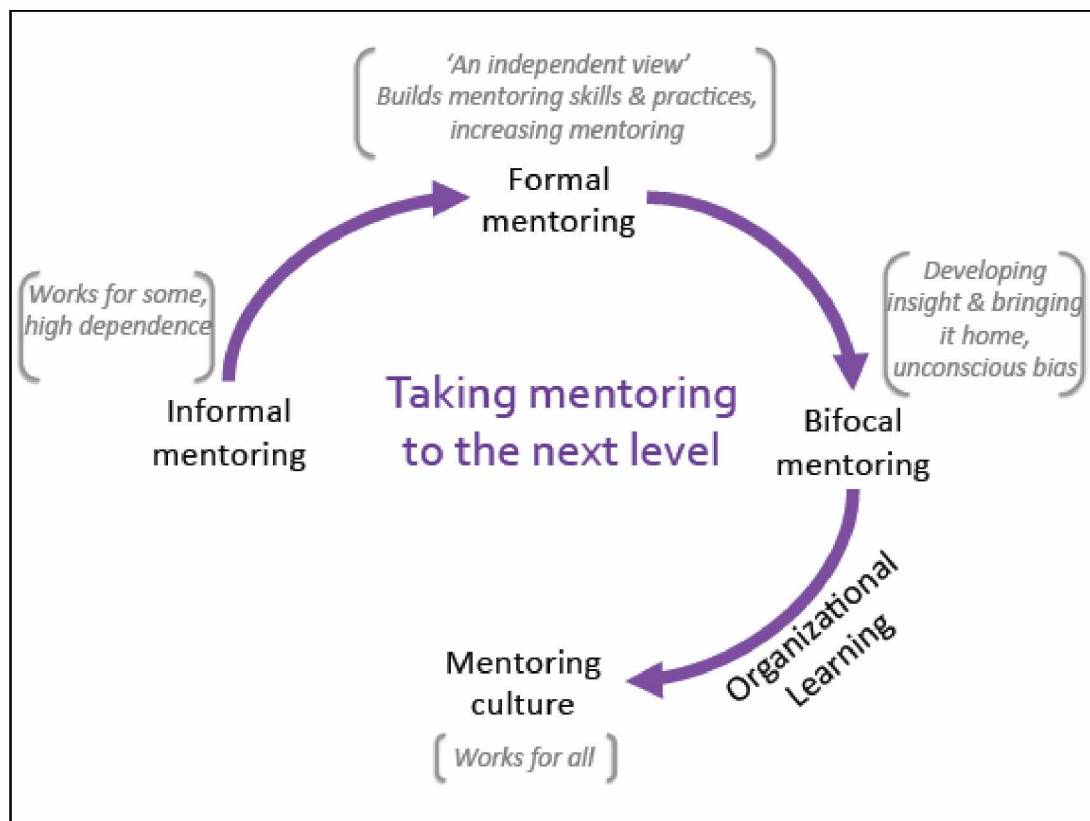 'An independent view'
Builds mentoring skills & practices,
increasing mentoring
Formal
mentoring
Works for some,
high dependence
Developing
insight & bringing
it home,
unconscious bias
Informal
mentoring
Taking mentoring
to the next level
Bifocal
mentoring
Organizational
Learning
Mentoring
culture
Works for all